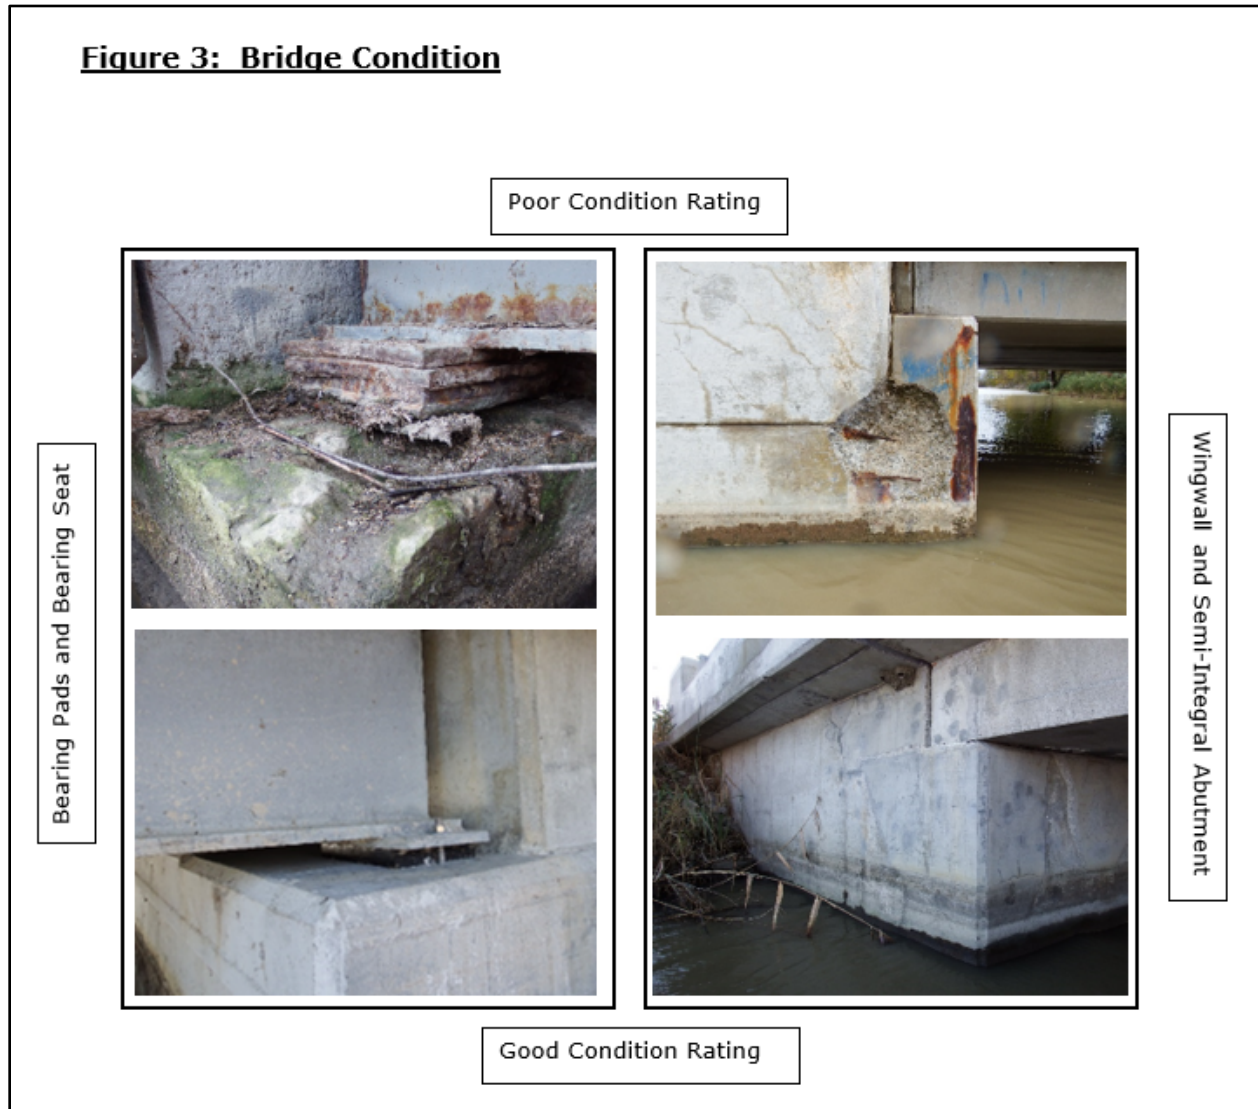 Figure 3:  Bridge Condition
Poor Condition Rating
Bearing Pads and Bearing Seat
Wingwall and Semi-Integral Abutment
Good Condition Rating